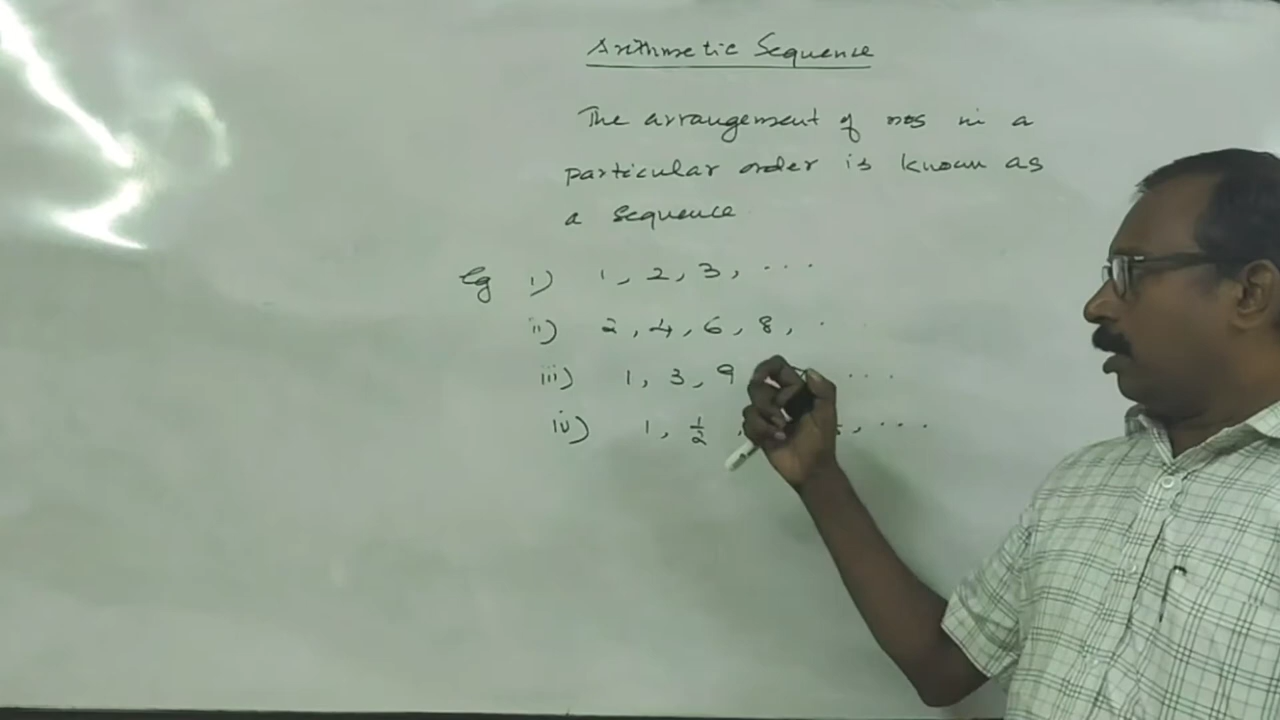 Arithmetic Sequence
The arrangement of nos in a
particular order is known as
a sequence
Eg i) 1, 2, 3, ...
ii) 2, 4, 6, 8, .
iii) 1, 3, 9 ...
iv) 1, 1/2 , ...